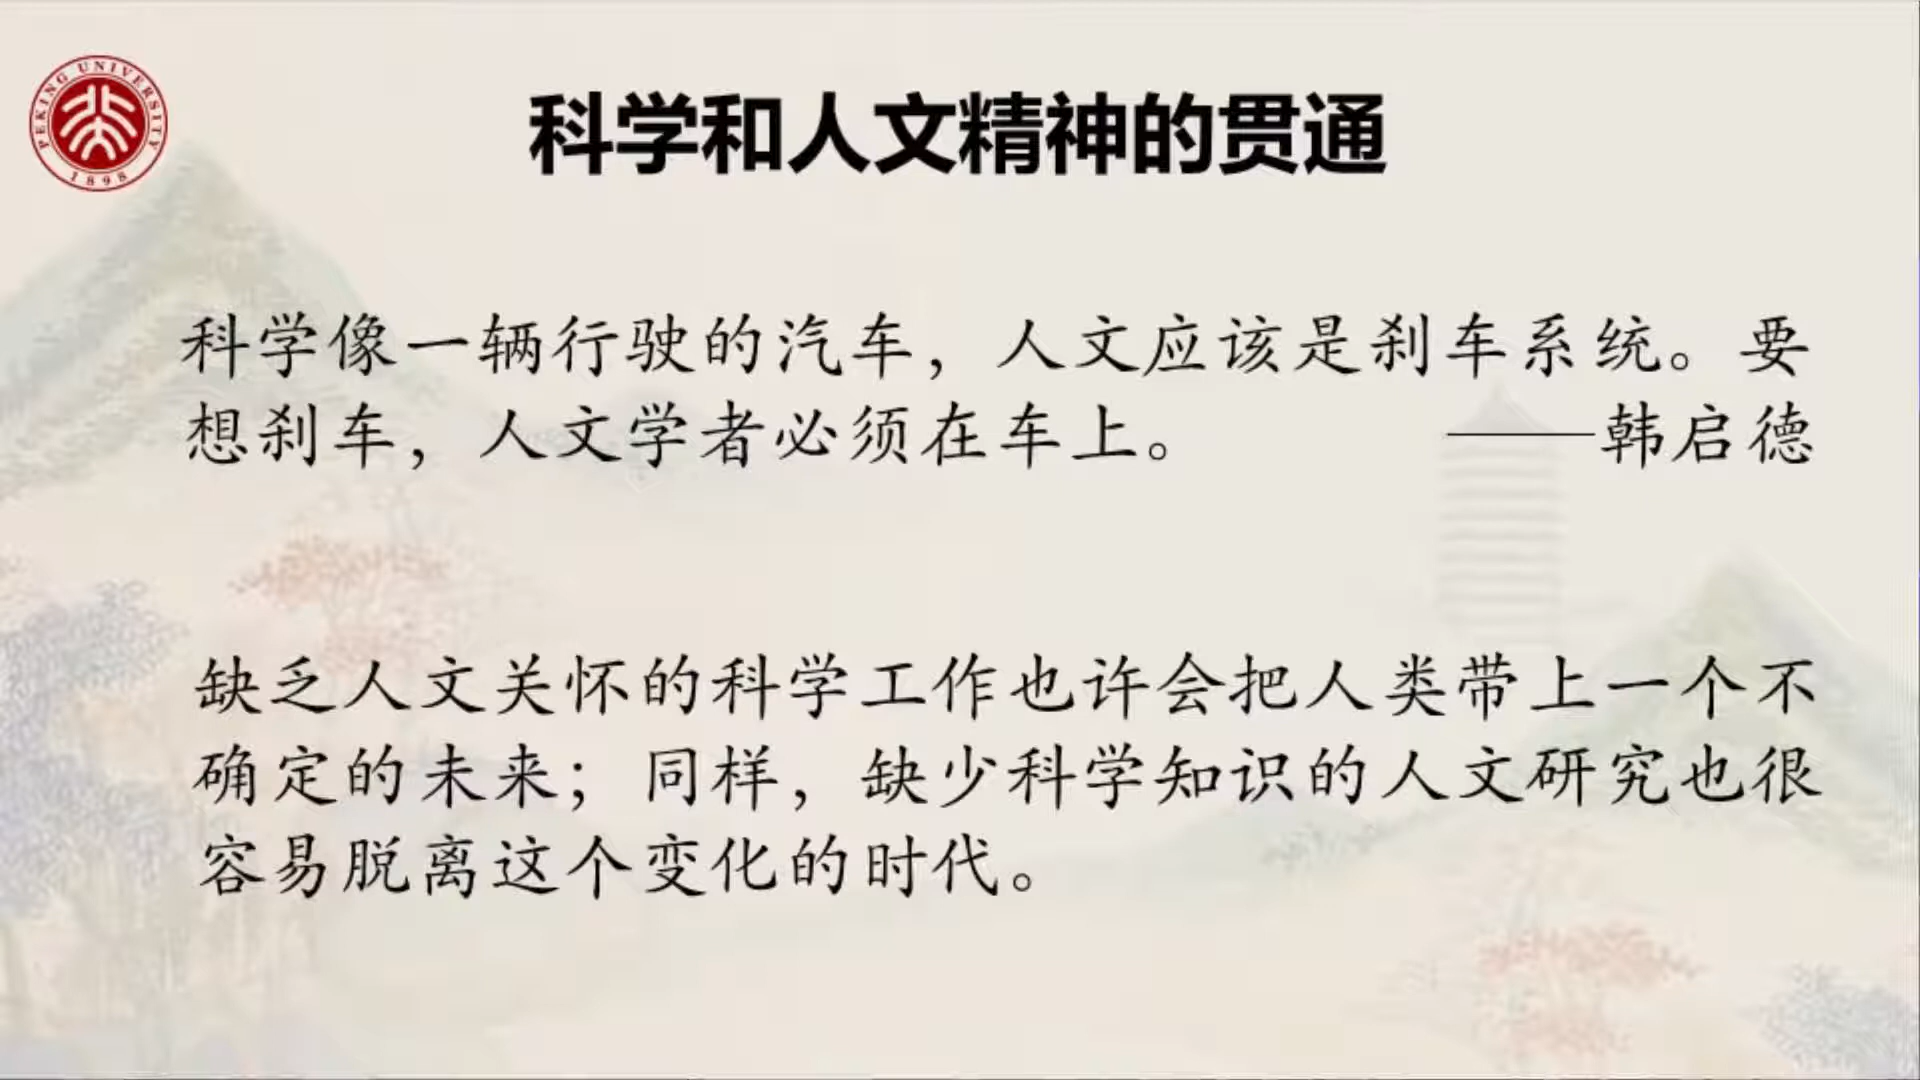 PEKING UNIVERSITY
1898
科学和人文精神的贯通
科学像一辆行驶的汽车，人文应该是刹车系统。要
想刹车，人文学者必须在车上。 ——韩启德
缺乏人文关怀的科学工作也许会把人类带上一个不
确定的未来；同样，缺少科学知识的人文研究也很
容易脱离这个变化的时代。